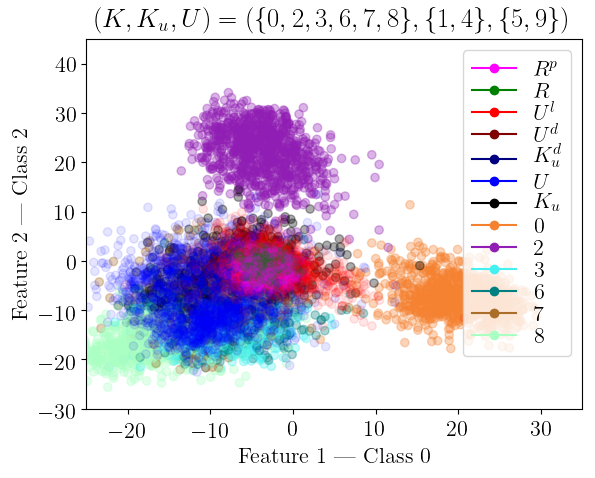 (K, K_u, U) = ({0, 2, 3, 6, 7, 8}, {1, 4}, {5, 9})
40
30
20
10
0
−10
−20
−30
Feature 2 — Class 2
R^p
R
U^l
U^d
K_u^d
U
K_u
0
2
3
6
7
8
−20
−10
0
10
20
30
Feature 1 — Class 0